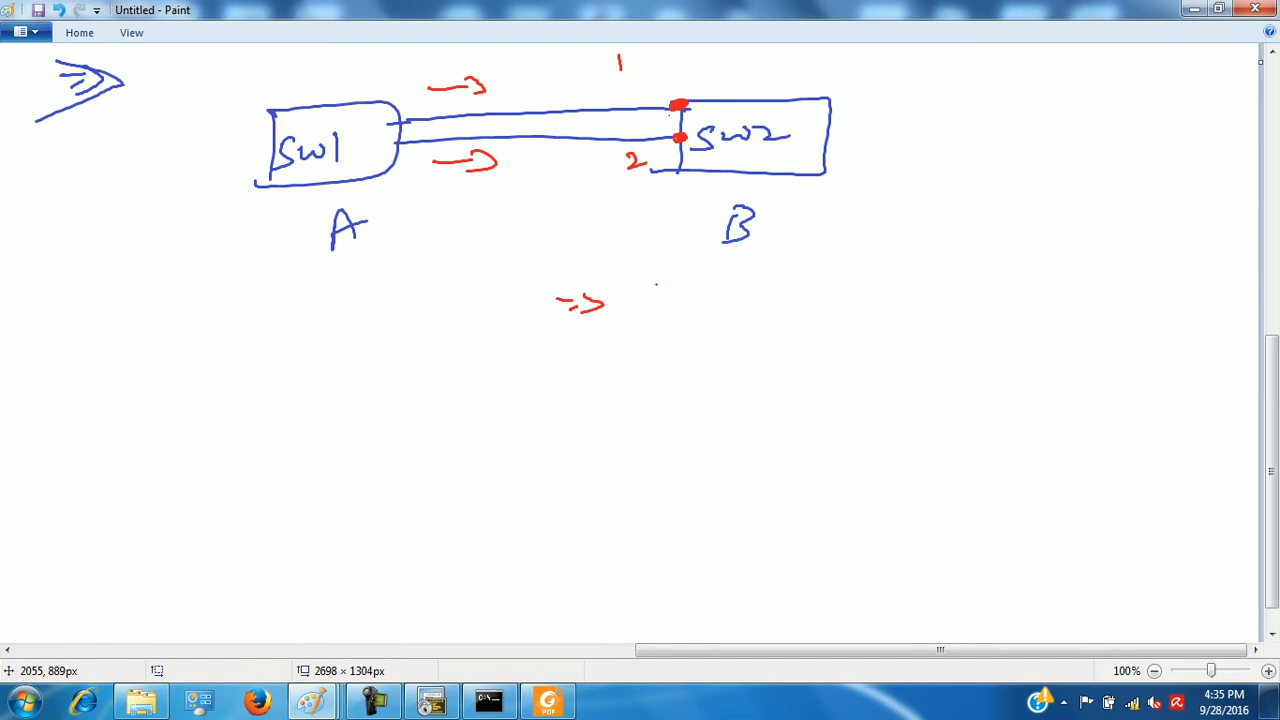 Untitled - Paint
Home View
1
SW1
SW2
2
A
B
2055, 889px
2698 × 1304px
100%
PDF
4:35 PM
9/28/2016